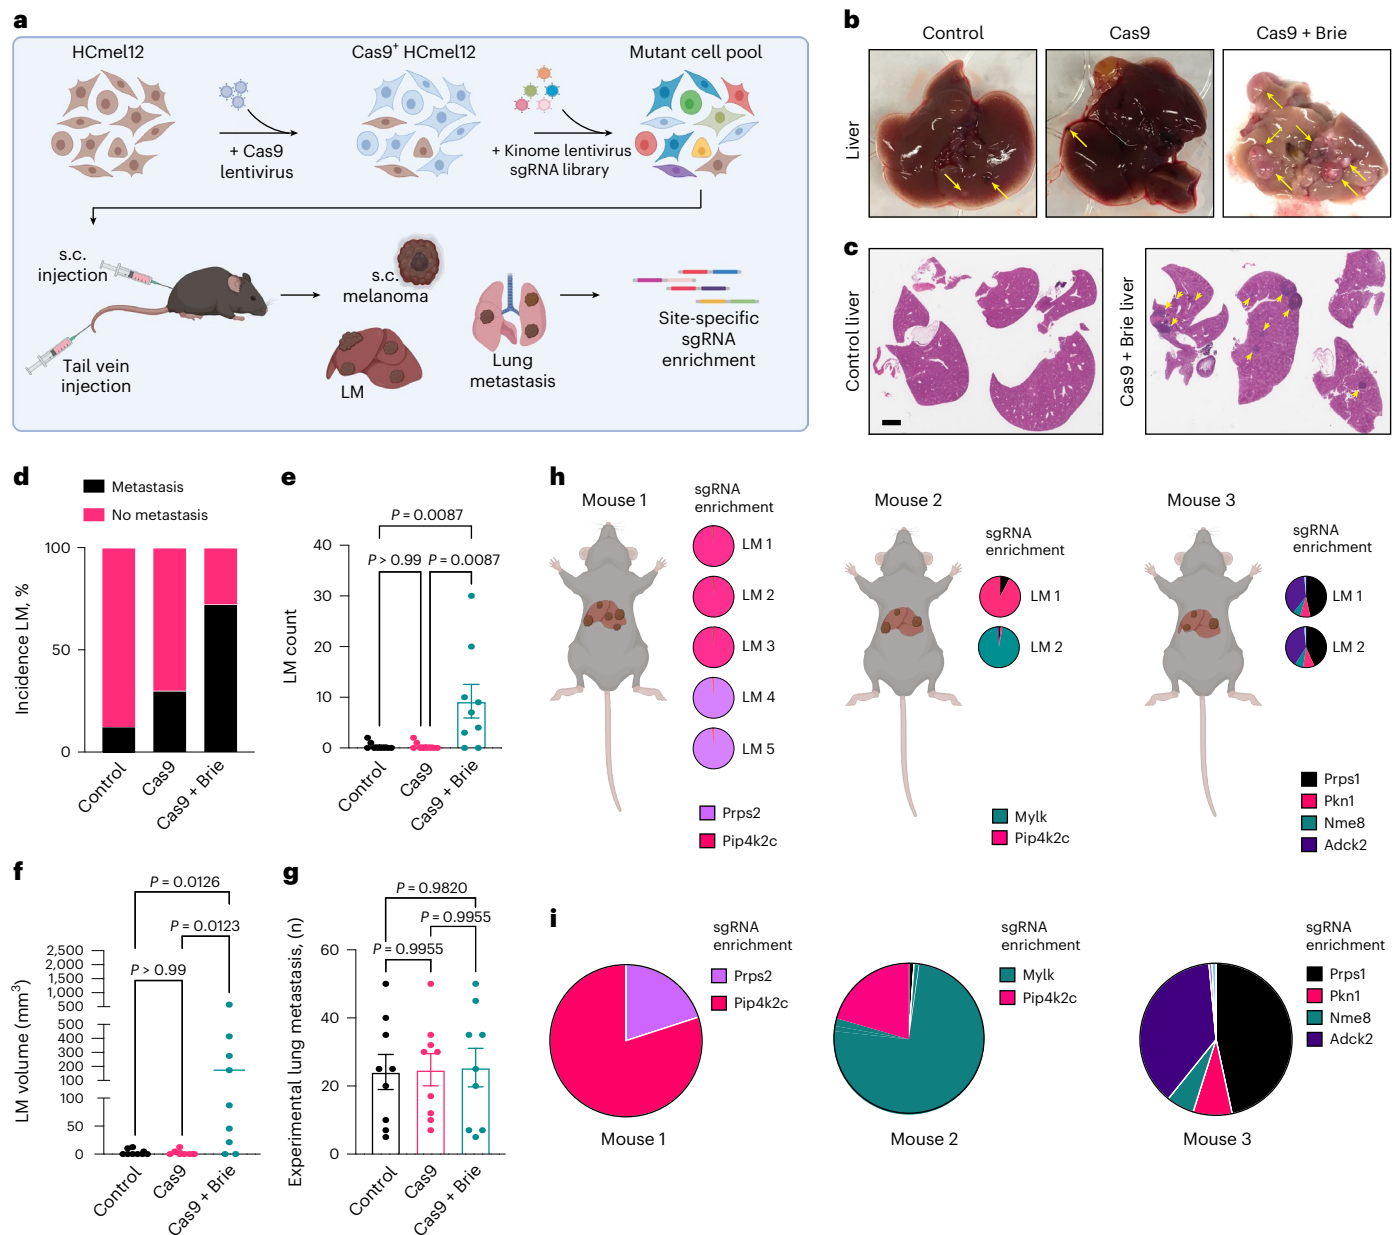 a
HCmel12
Cas9⁺ HCmel12
Mutant cell pool
+ Cas9
lentivirus
+ Kinome lentivirus
sgRNA library
s.c.
injection
Tail vein
injection
s.c.
melanoma
LM
Lung
metastasis
Site-specific
sgRNA
enrichment
b
Control
Cas9
Cas9 + Brie
Liver
c
Control liver
Cas9 + Brie liver
d
Metastasis
No metastasis
Incidence LM, %
100
50
0
Control
Cas9
Cas9 + Brie
e
P = 0.0087
P > 0.99
P = 0.0087
LM count
40
30
20
10
0
Control
Cas9
Cas9 + Brie
f
P = 0.0126
P = 0.0123
P > 0.99
LM volume (mm³)
2,500
2,000
1,500
1,000
500
500
400
300
200
100
100
50
0
Control
Cas9
Cas9 + Brie
g
P = 0.9820
P = 0.9955
P = 0.9955
Experimental lung metastasis, (n)
60
40
20
0
Control
Cas9
Cas9 + Brie
h
Mouse 1
sgRNA
enrichment
LM 1
LM 2
LM 3
LM 4
LM 5
Prps2
Pip4k2c
Mouse 2
sgRNA
enrichment
LM 1
LM 2
Mylk
Pip4k2c
Mouse 3
sgRNA
enrichment
LM 1
LM 2
Prps1
Pkn1
Nme8
Adck2
i
sgRNA
enrichment
Prps2
Pip4k2c
Mouse 1
sgRNA
enrichment
Mylk
Pip4k2c
Mouse 2
sgRNA
enrichment
Prps1
Pkn1
Nme8
Adck2
Mouse 3